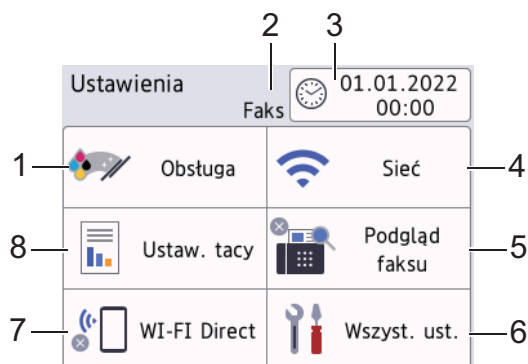 2 3
Ustawienia
Faks
01.01.2022
00:00
1 Obsługa Sieć 4
8 Ustaw. tacy Podgląd
faksu 5
7 WI-FI Direct Wszyst. ust. 6